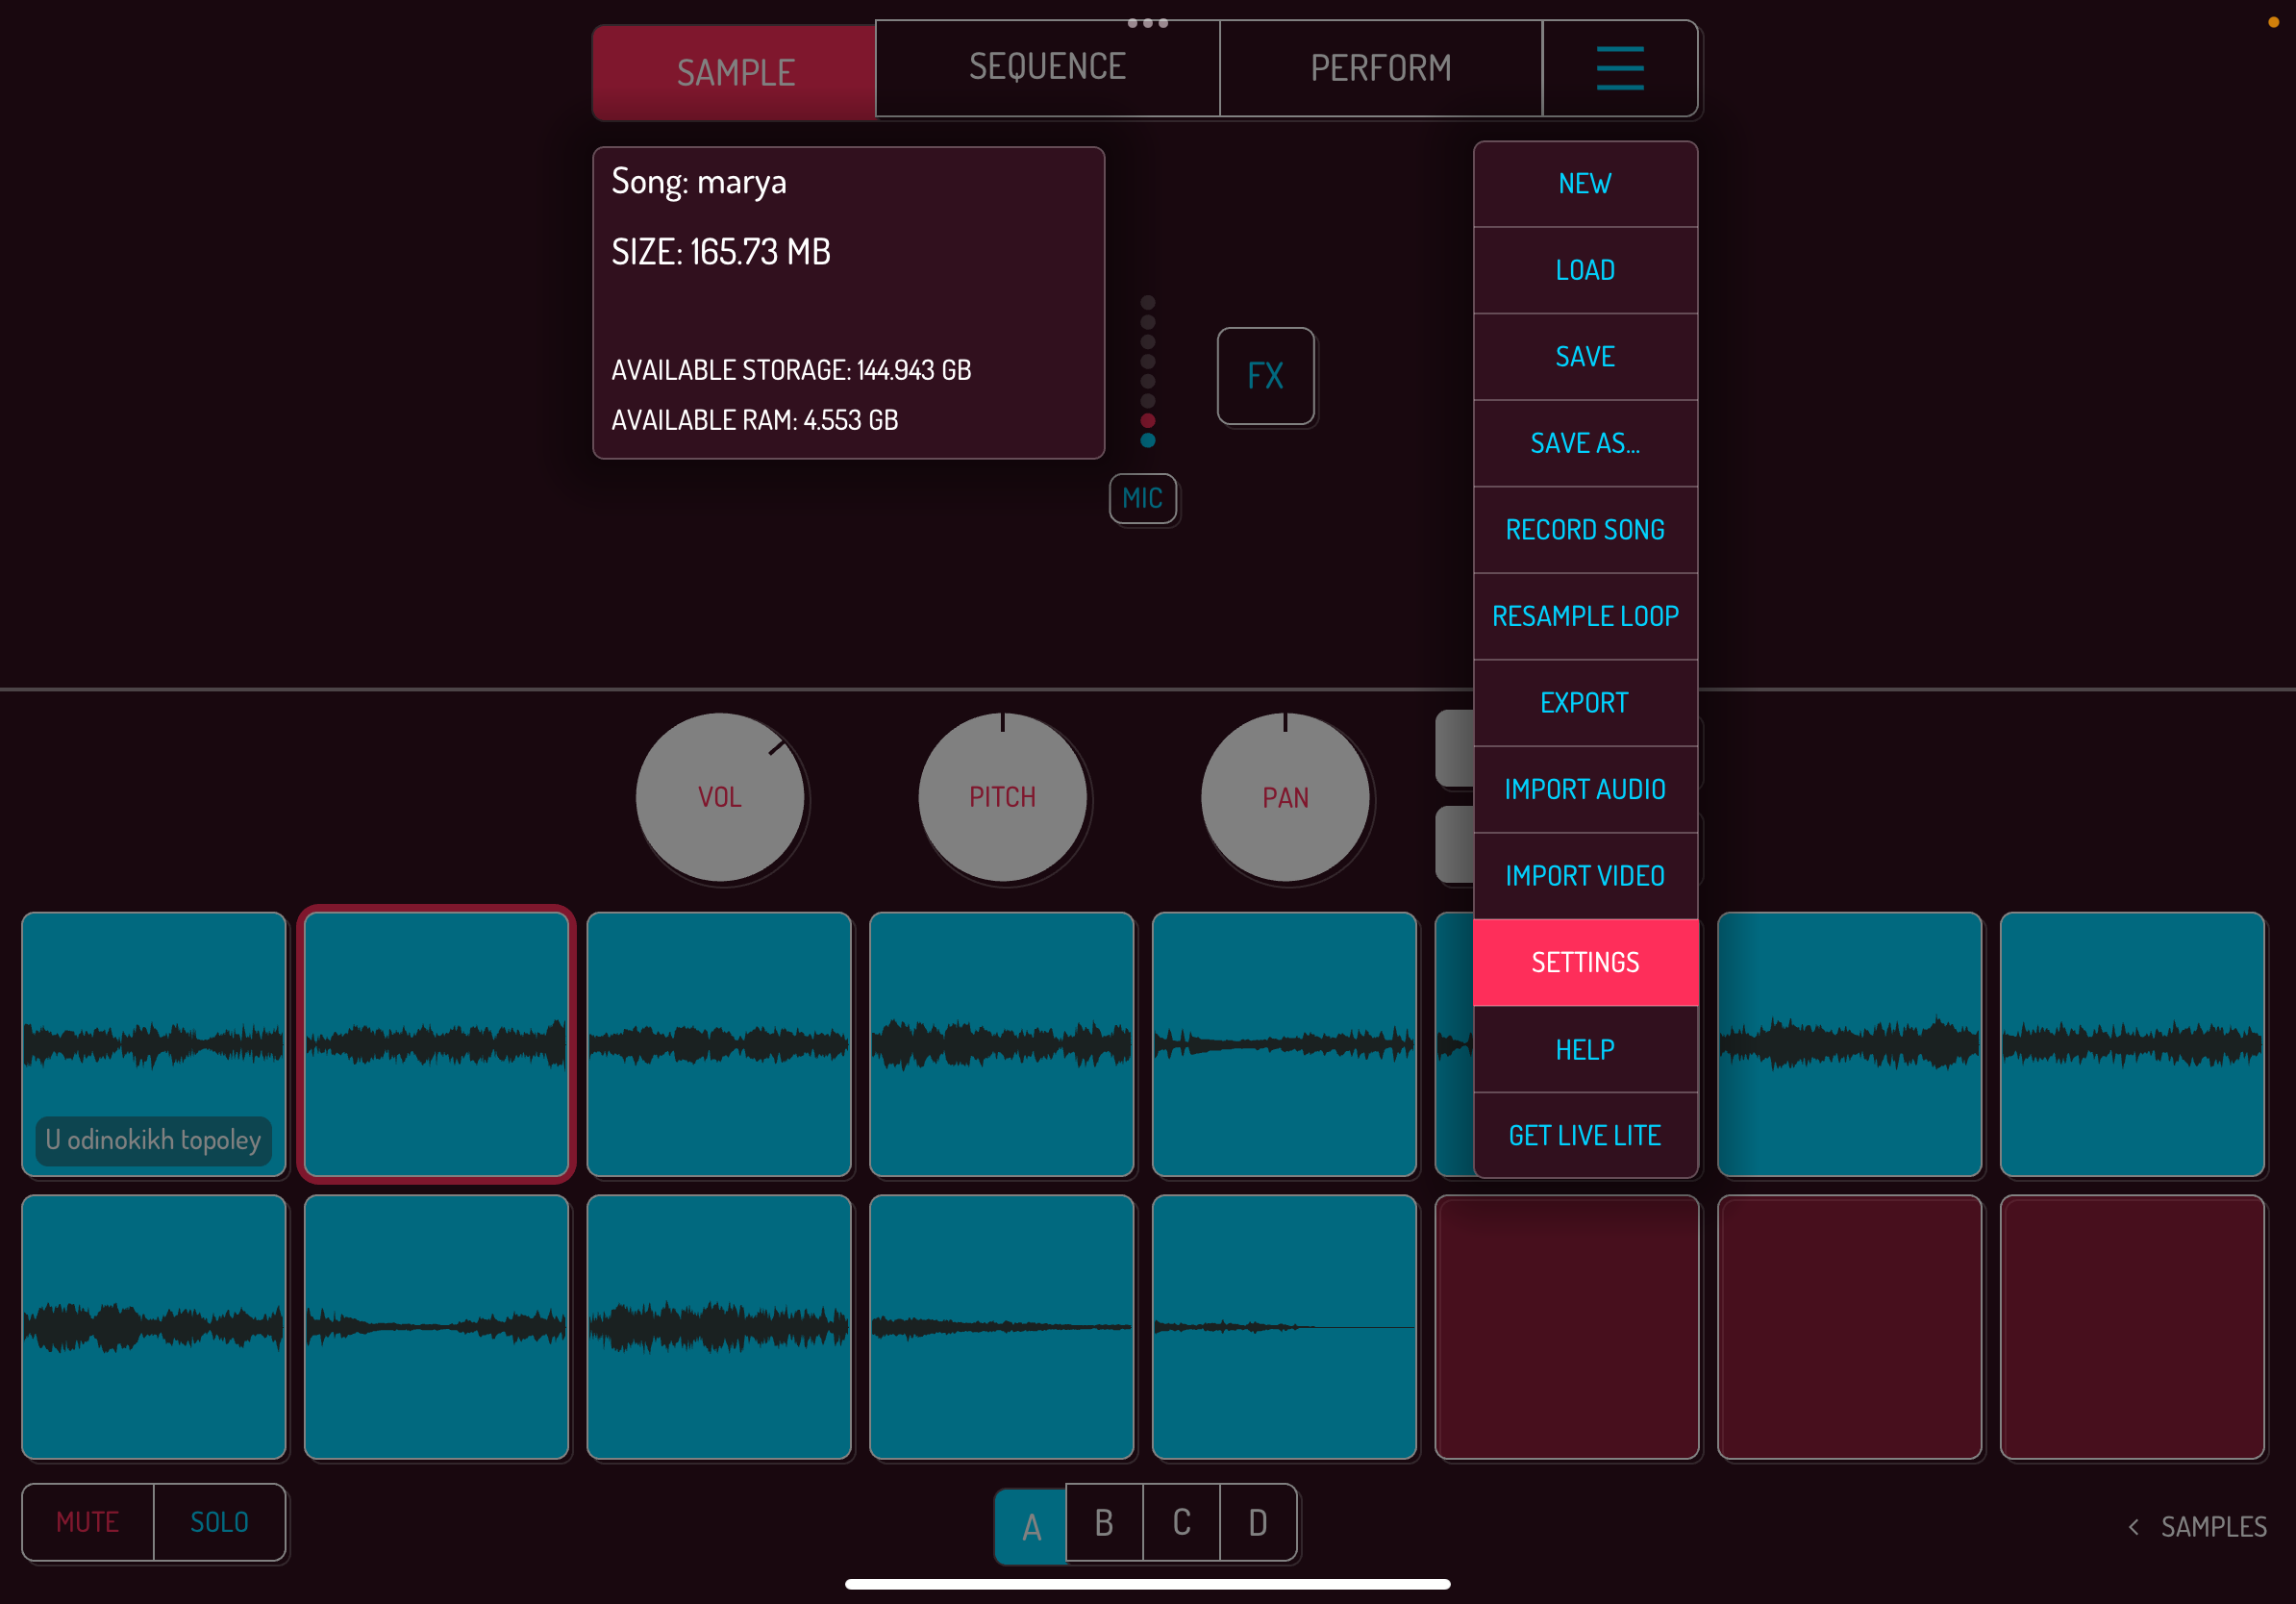 SAMPLE
SEQUENCE
PERFORM
Song: marya
SIZE: 165.73 MB
AVAILABLE STORAGE: 144.943 GB
AVAILABLE RAM: 4.553 GB
FX
MIC
NEW
LOAD
SAVE
SAVE AS...
RECORD SONG
RESAMPLE LOOP
EXPORT
IMPORT AUDIO
IMPORT VIDEO
SETTINGS
HELP
GET LIVE LITE
VOL
PITCH
PAN
U odinokikh topoley
MUTE
SOLO
A
B
C
D
< SAMPLES